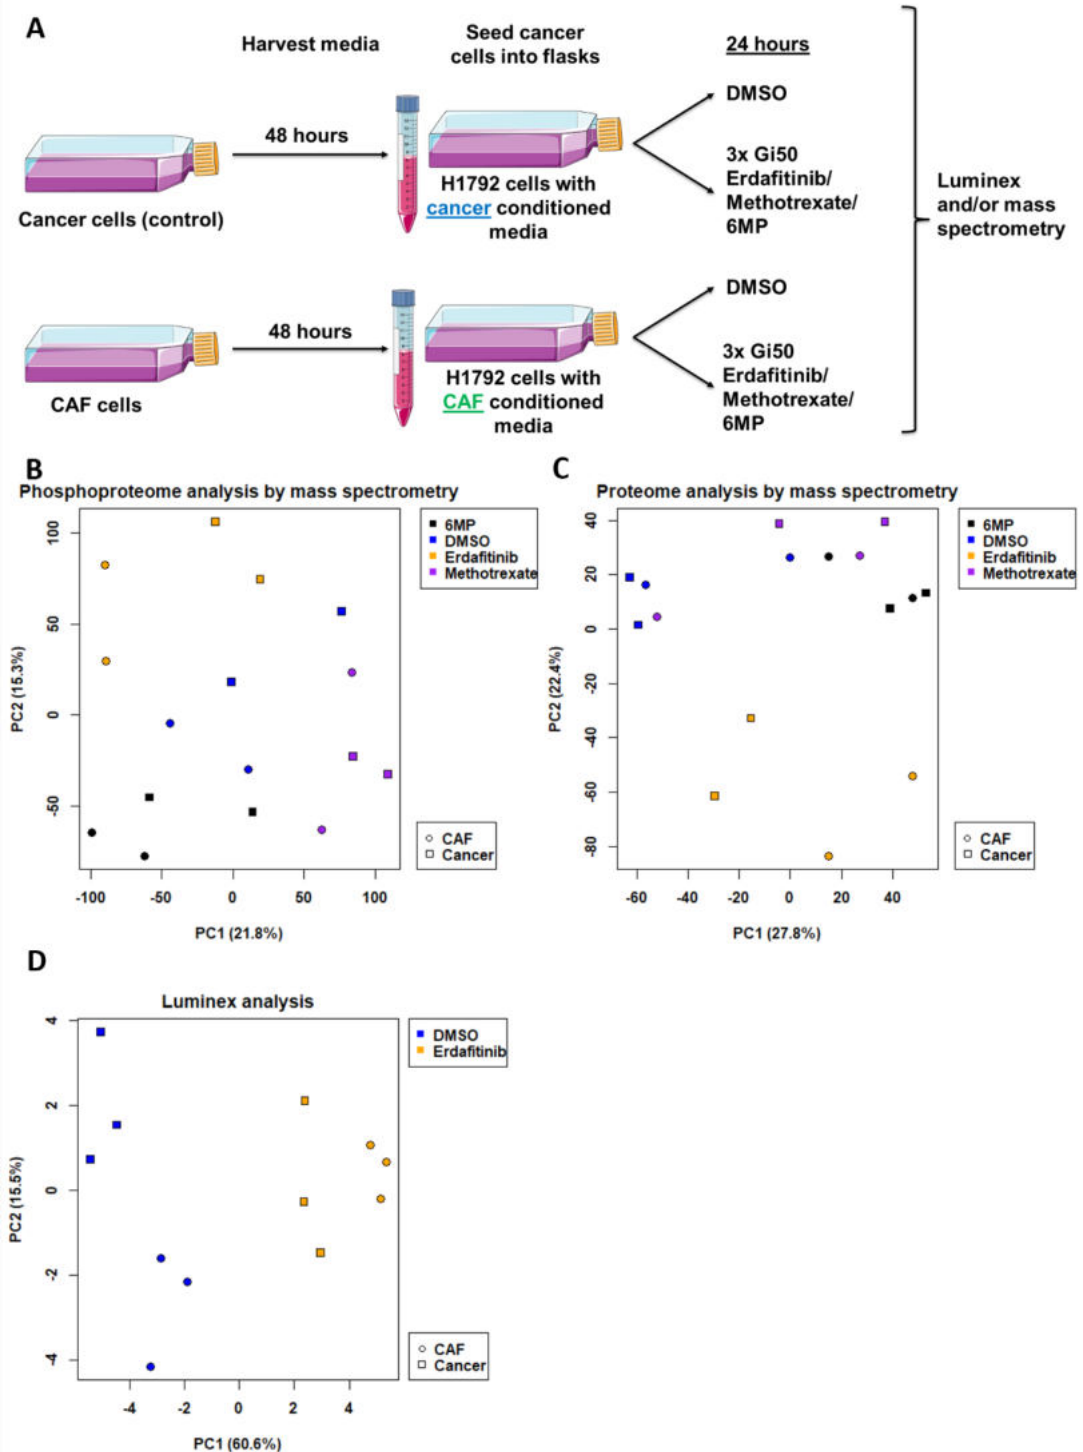 A
Harvest media
Seed cancer
cells into flasks
24 hours
48 hours
Cancer cells (control)
H1792 cells with
cancer conditioned
media
DMSO
3x Gi50
Erdafitinib/
Methotrexate/
6MP
48 hours
CAF cells
H1792 cells with
CAF conditioned
media
DMSO
3x Gi50
Erdafitinib/
Methotrexate/
6MP
Luminex
and/or mass
spectrometry
B
Phosphoproteome analysis by mass spectrometry
100
50
0
-50
PC2 (15.3%)
-100 -50 0 50 100
PC1 (21.8%)
6MP
DMSO
Erdafitinib
Methotrexate
CAF
Cancer
C
Proteome analysis by mass spectrometry
40
20
0
-20
-40
-60
-80
PC2 (22.4%)
-60 -40 -20 0 20 40
PC1 (27.8%)
6MP
DMSO
Erdafitinib
Methotrexate
CAF
Cancer
D
Luminex analysis
4
2
0
-2
-4
PC2 (15.5%)
-4 -2 0 2 4
PC1 (60.6%)
DMSO
Erdafitinib
CAF
Cancer